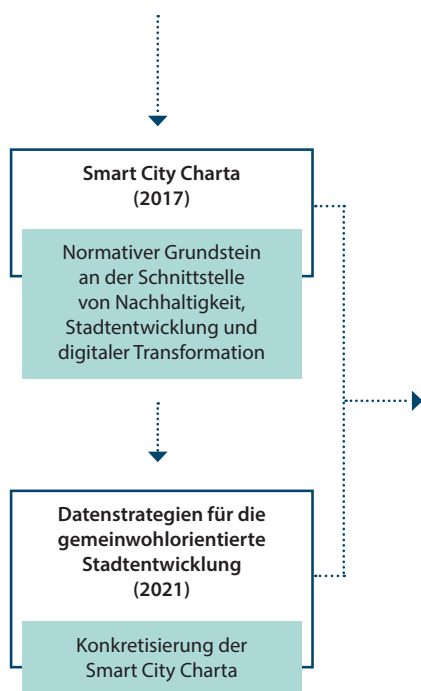 Smart City Charta
(2017)
Normativer Grundstein
an der Schnittstelle
von Nachhaltigkeit,
Stadtentwicklung und
digitaler Transformation
Datenstrategien für die
gemeinwohlorientierte
Stadtentwicklung
(2021)
Konkretisierung der
Smart City Charta